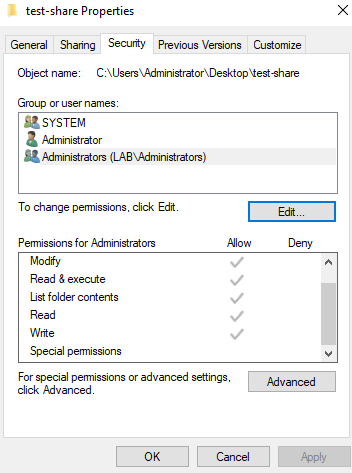 test-share Properties
General Sharing Security Previous Versions Customize
Object name: C:\Users\Administrator\Desktop\test-share
Group or user names:
SYSTEM
Administrator
Administrators (LAB\Administrators)
To change permissions, click Edit.
Edit...
Permissions for Administrators Allow Deny
Modify
Read & execute
List folder contents
Read
Write
Special permissions
For special permissions or advanced settings,
click Advanced.
Advanced
OK Cancel Apply